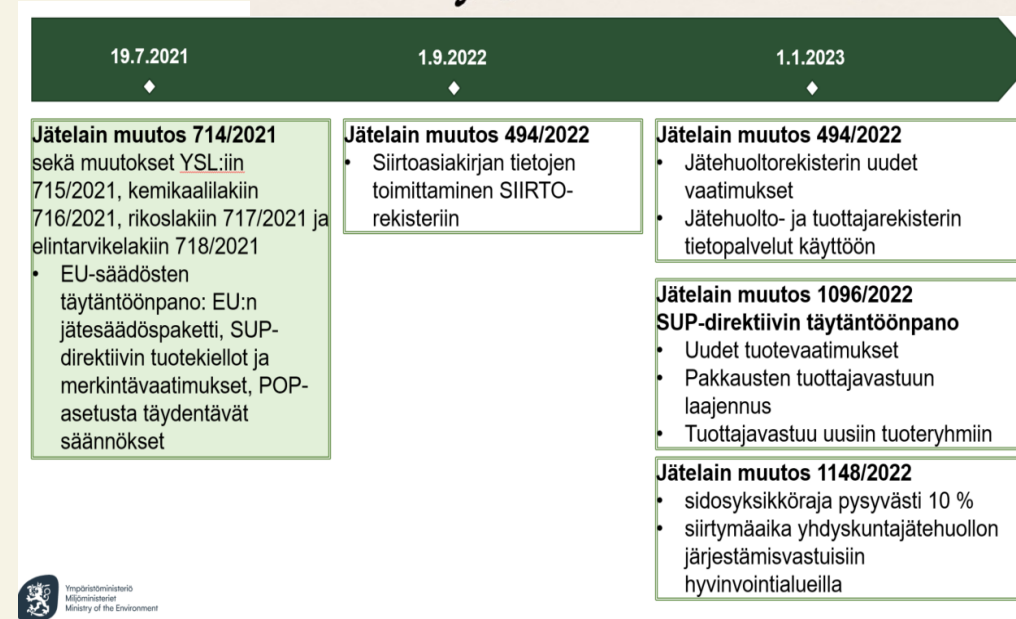 19.7.2021
1.9.2022
1.1.2023
Jätelain muutos 714/2021
sekä muutokset YSL:iin
715/2021, kemikaalilakiin
716/2021, rikoslakiin 717/2021 ja
elintarvikelakiin 718/2021
• EU-säädösten
täytäntöönpano: EU:n
jätesäädöspaketti, SUP-
direktiivin tuotekiellot ja
merkintävaatimukset, POP-
asetusta täydentävät
säännökset
Jätelain muutos 494/2022
• Siirtoasiakirjan tietojen
toimittaminen SIIRTO-
rekisteriin
Jätelain muutos 494/2022
• Jätehuoltorekisterin uudet
vaatimukset
• Jätehuolto- ja tuottajarekisterin
tietopalvelut käyttöön
Jätelain muutos 1096/2022
SUP-direktiivin täytäntöönpano
• Uudet tuotevaatimukset
• Pakkausten tuottajavastuun
laajennus
• Tuottajavastuu uusiin tuoteryhmiin
Jätelain muutos 1148/2022
• sidosyksikköraja pysyvästi 10 %
• siirtymäaika yhdyskuntajätehuollon
järjestämisvastuisiin
hyvinvointialueilla
Ympäristöministeriö
Miljöministeriet
Ministry of the Environment